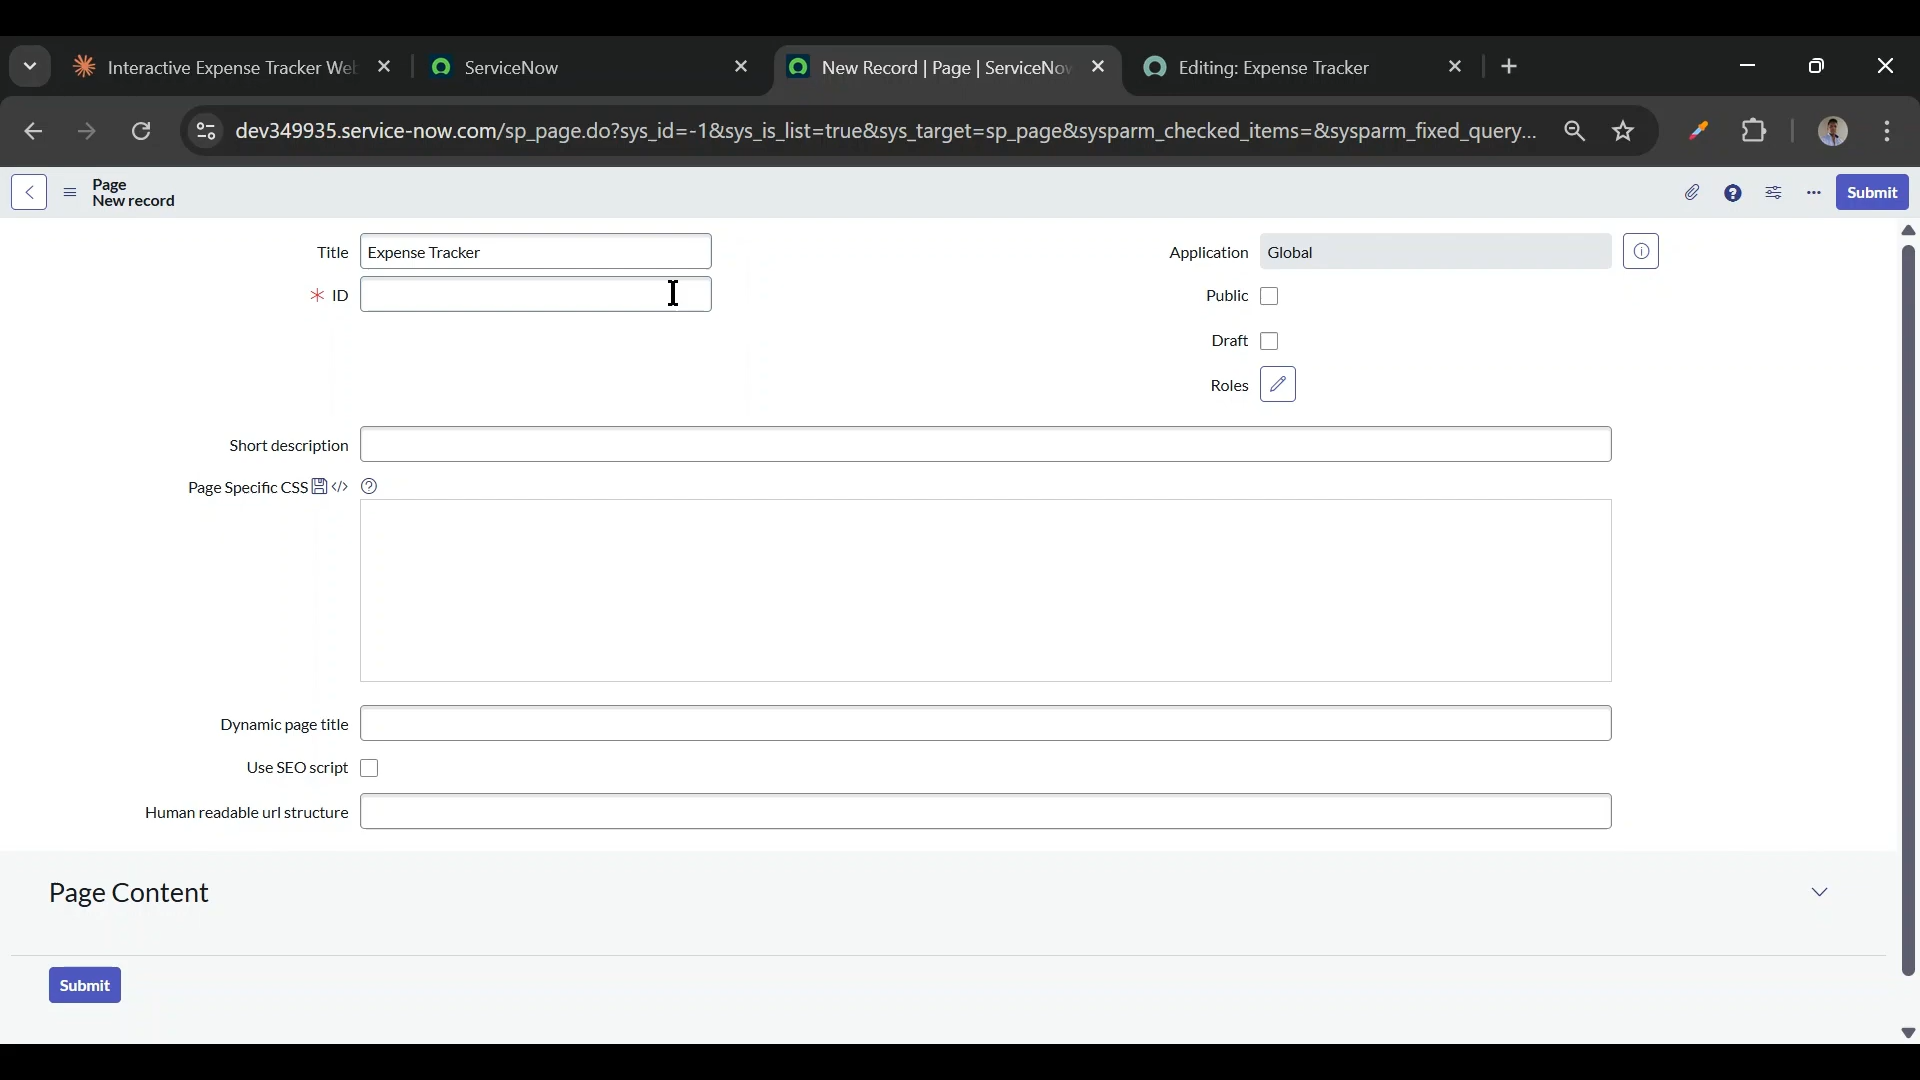 Interactive Expense Tracker We
ServiceNow
New Record | Page | ServiceNow
Editing: Expense Tracker
dev349935.service-now.com/sp_page.do?sys_id=-1&sys_is_list=true&sys_target=sp_page&sysparm_checked_items=&sysparm_fixed_query...
Page
New record
Submit
Title
Expense Tracker
Application
Global
ID
Public
Draft
Roles
Short description
Page Specific CSS
Dynamic page title
Use SEO script
Human readable url structure
Page Content
Submit